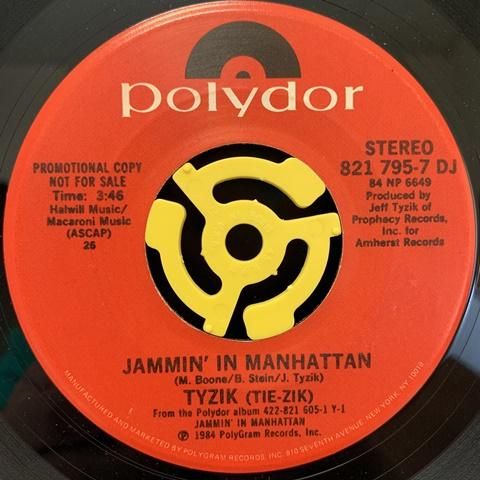 polydor
PROMOTIONAL COPY
NOT FOR SALE
Time: 3:46
Halwill Music/
Macaroni Music
(ASCAP)
26
STEREO
821 795-7 DJ
84 NP 6649
Produced by
Jeff Tyzik of
Prophecy Records,
Inc. for
Amherst Records
JAMMIN' IN MANHATTAN
(M. Boone/B. Stein/J. Tyzik)
TYZIK (TIE-ZIK)
From the Polydor album 422-821 605-1 Y-1
JAMMIN' IN MANHATTAN
℗ 1984 PolyGram Records, Inc.
MANUFACTURED AND MARKETED BY POLYGRAM RECORDS, INC. 810 SEVENTH AVENUE, NEW YORK, N.Y. 10019